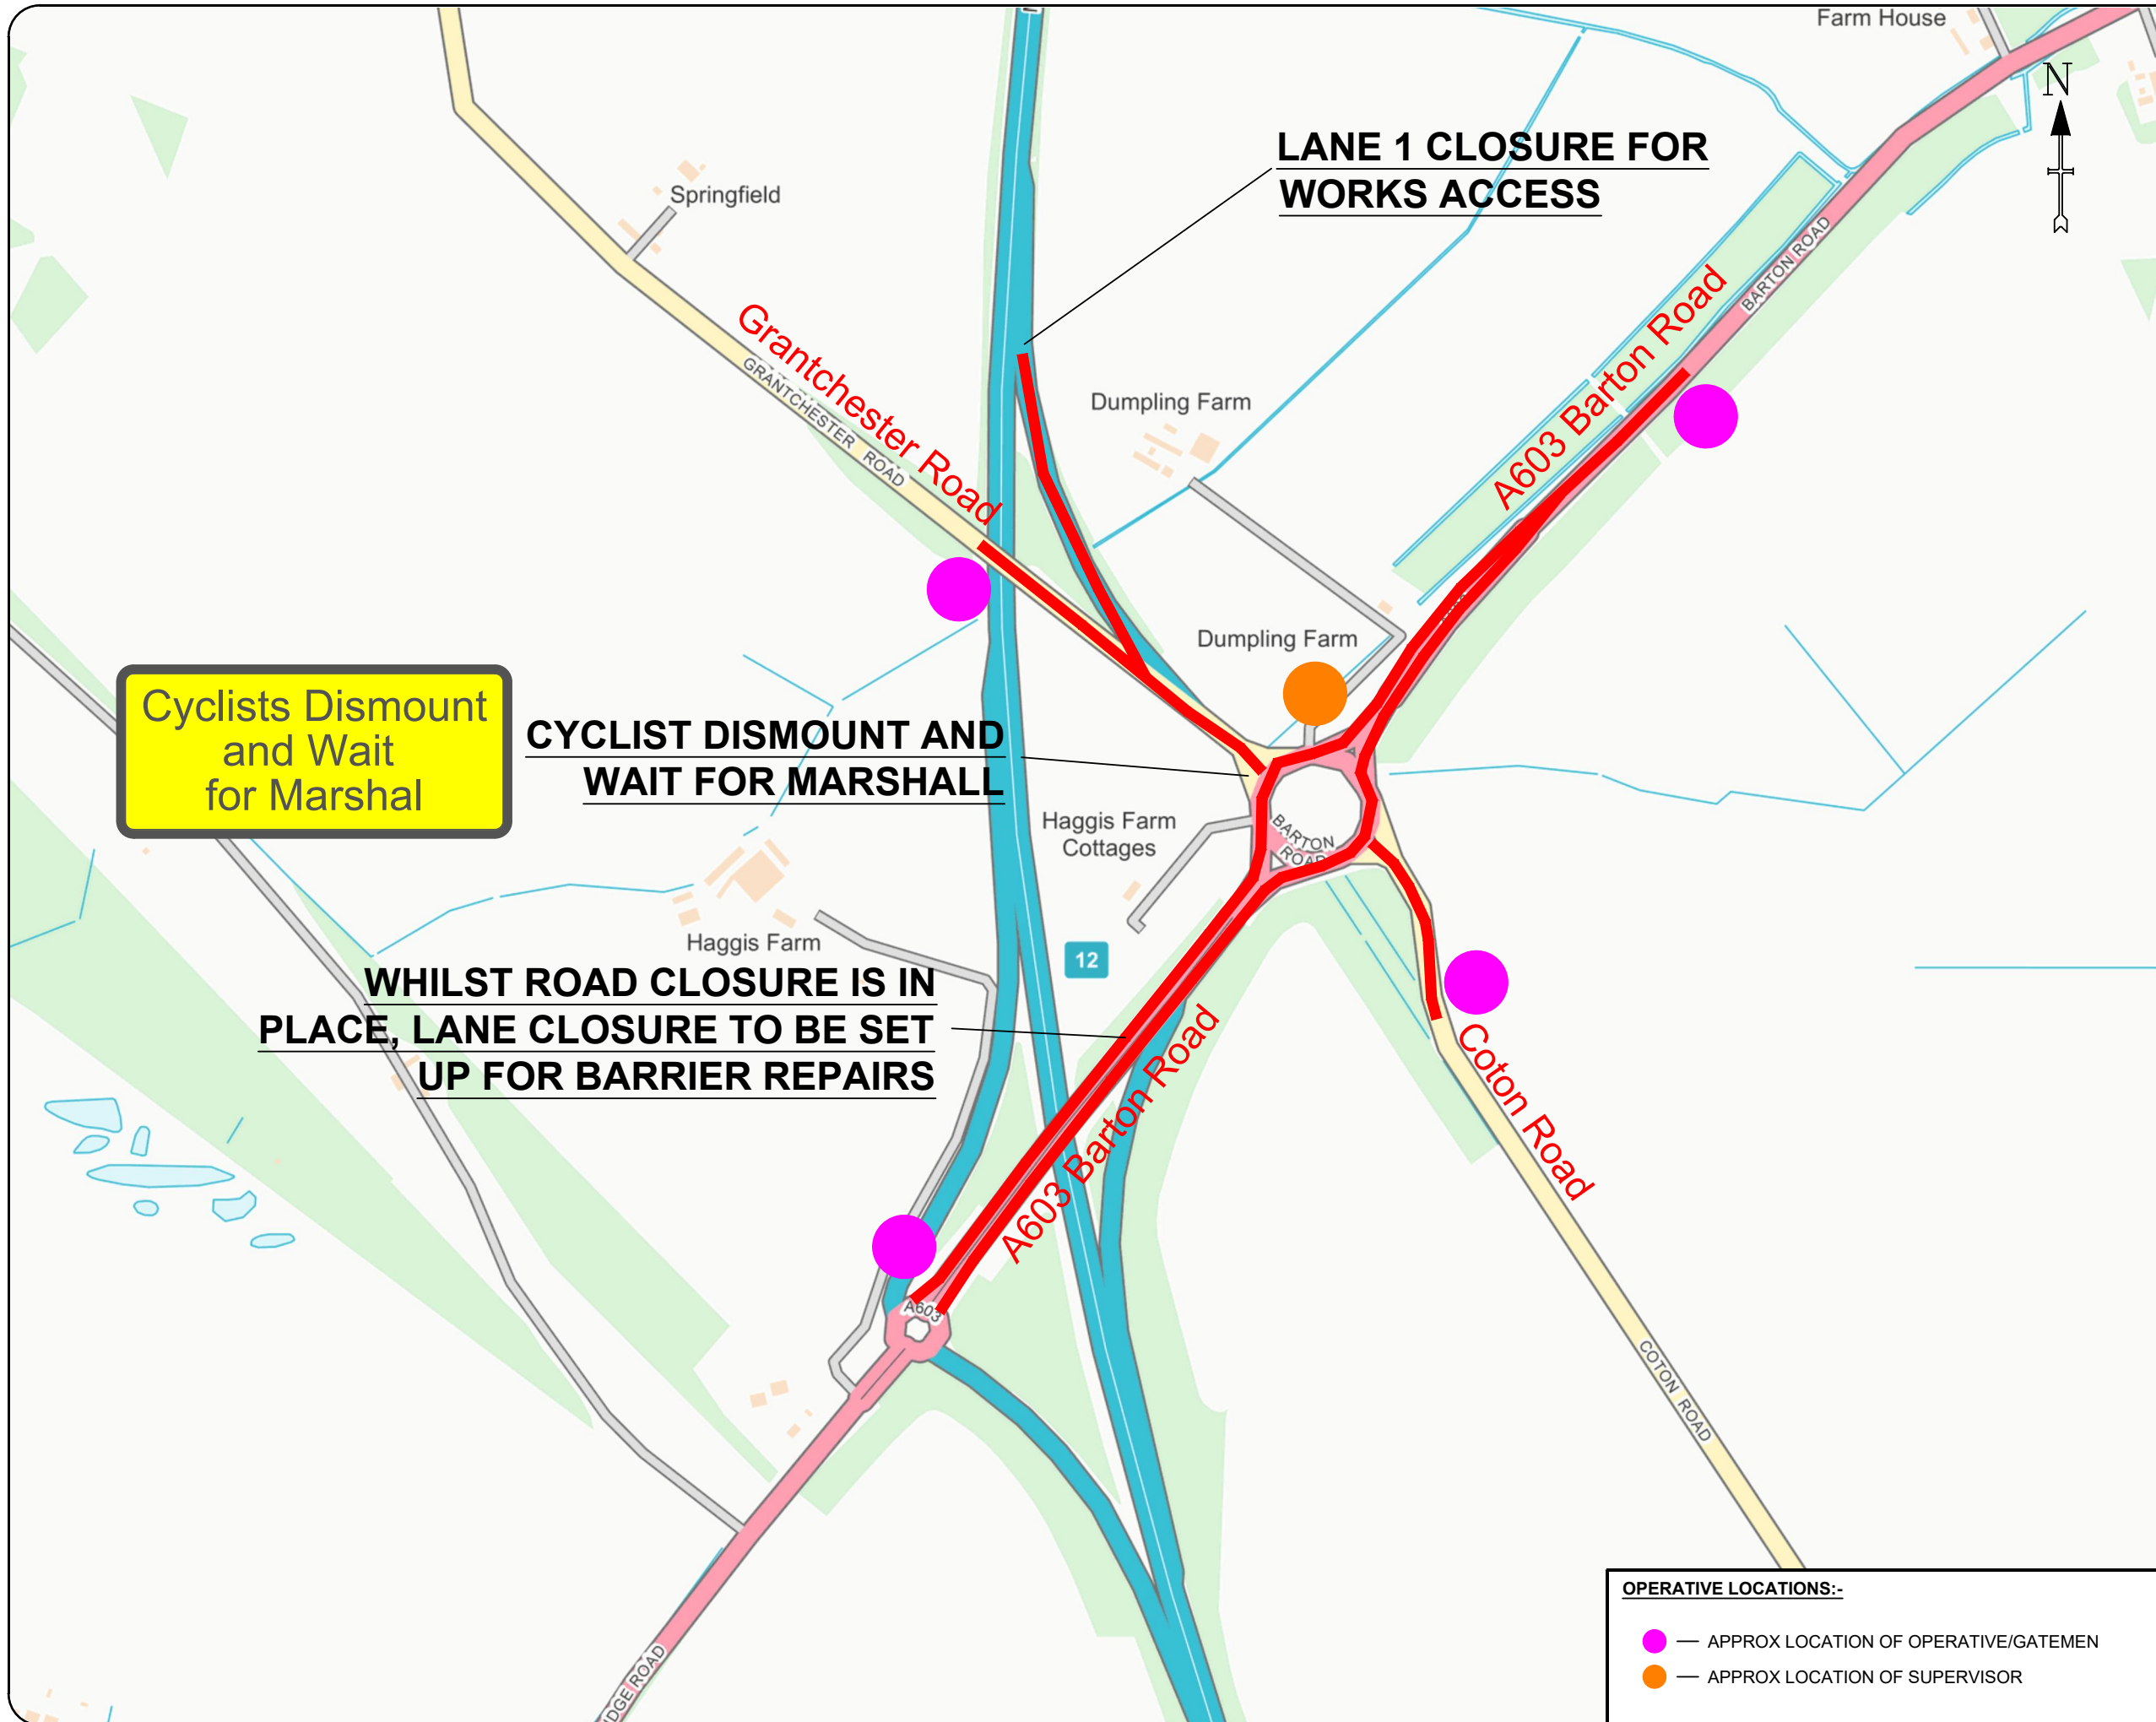 Farm House
N
LANE 1 CLOSURE FOR
WORKS ACCESS
Springfield
BARTON ROAD
A603 Barton Road
Grantchester Road
GRANTCHESTER ROAD
Dumpling Farm
Dumpling Farm
Cyclists Dismount
and Wait
for Marshal
CYCLIST DISMOUNT AND
WAIT FOR MARSHALL
Haggis Farm
Cottages
BARTON
ROAD
Haggis Farm
12
WHILST ROAD CLOSURE IS IN
PLACE, LANE CLOSURE TO BE SET
UP FOR BARRIER REPAIRS
A603 Barton Road
Coton Road
A603
COTON ROAD
DGE ROAD
OPERATIVE LOCATIONS:-
APPROX LOCATION OF OPERATIVE/GATEMEN
APPROX LOCATION OF SUPERVISOR